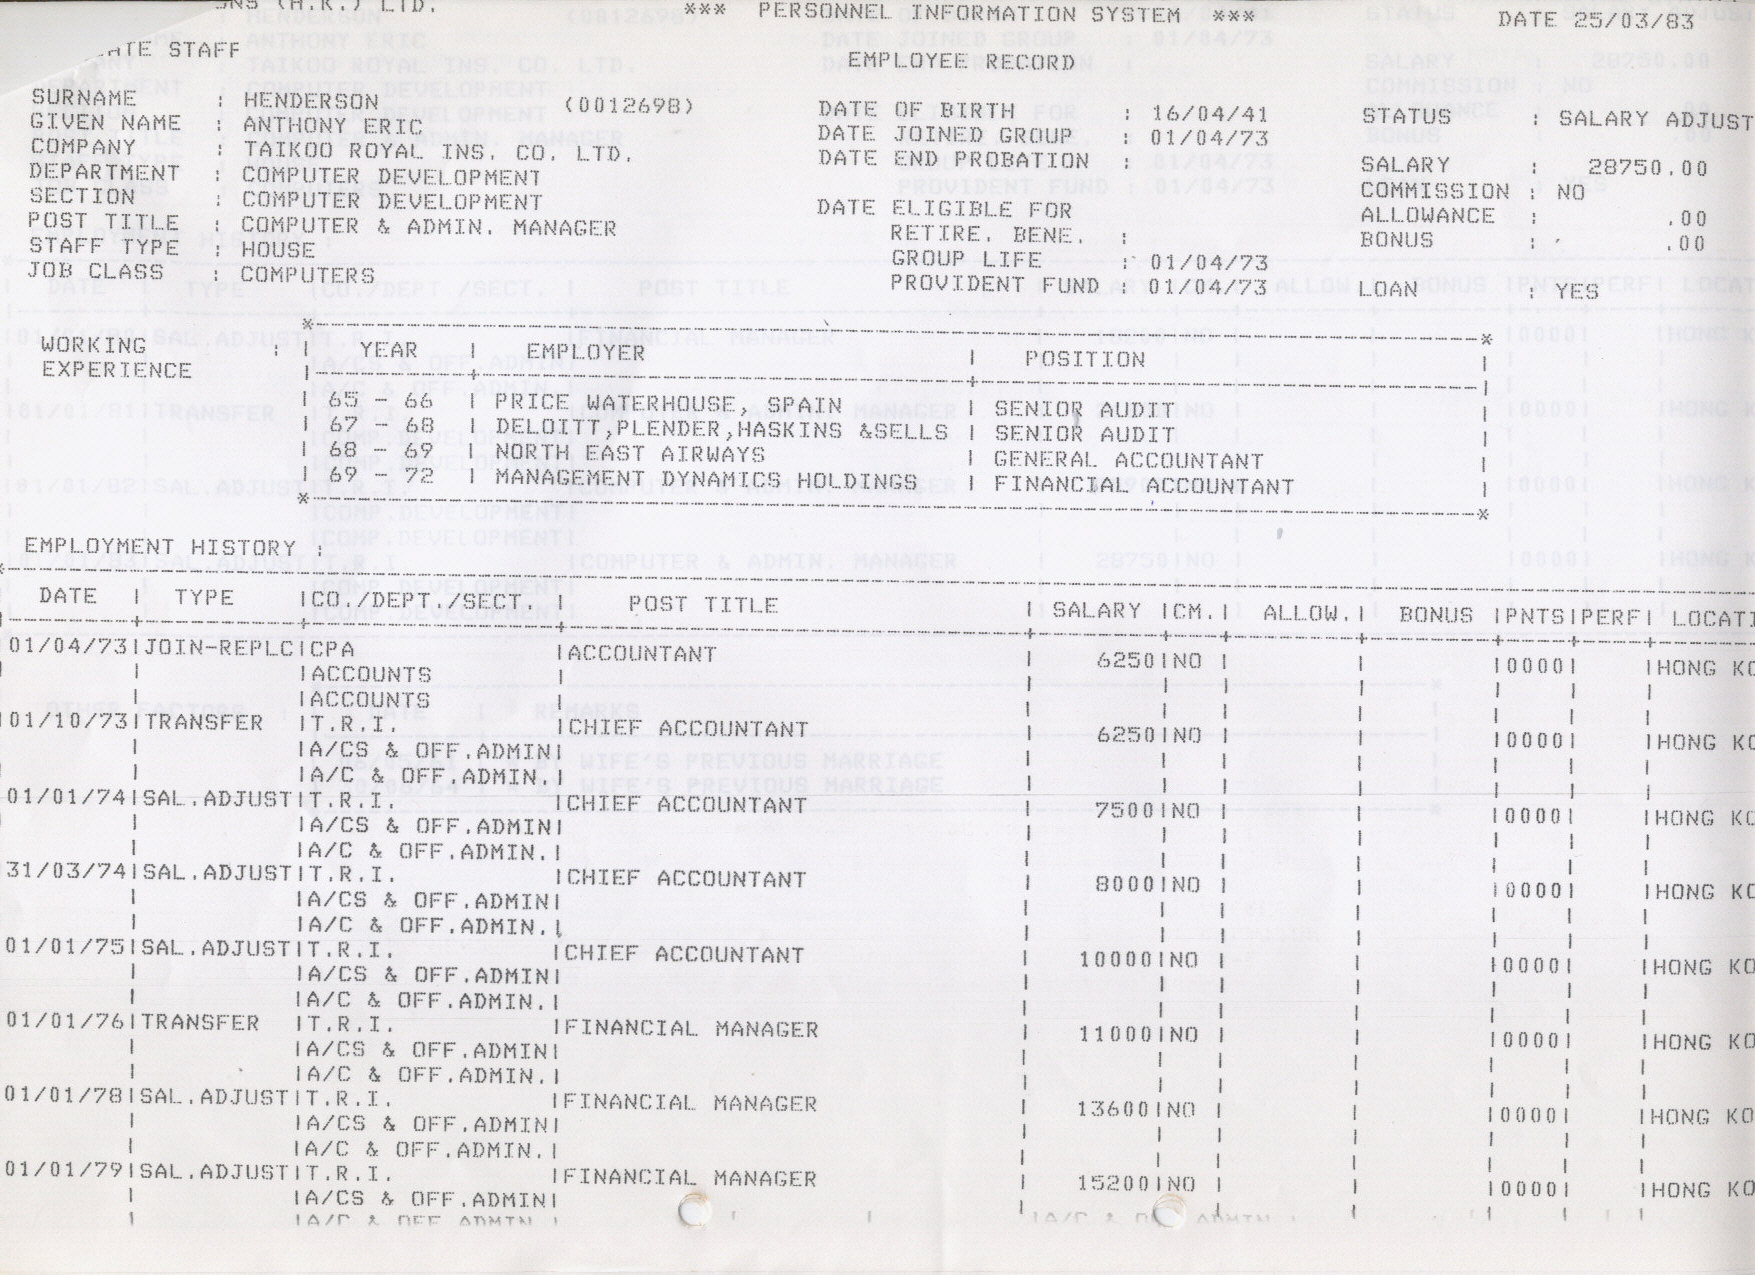 (H.K.) LTD. *** PERSONNEL INFORMATION SYSTEM *** DATE 25/03/83
STAFF EMPLOYEE RECORD
SURNAME : HENDERSON (0012698) DATE OF BIRTH : 16/04/41 STATUS : SALARY ADJUST
GIVEN NAME : ANTHONY ERIC DATE JOINED GROUP : 01/04/73
COMPANY : TAIKOO ROYAL INS. CO. LTD. DATE END PROBATION : SALARY : 28750.00
DEPARTMENT : COMPUTER DEVELOPMENT COMMISSION : NO
SECTION : COMPUTER DEVELOPMENT DATE ELIGIBLE FOR ALLOWANCE : .00
POST TITLE : COMPUTER & ADMIN. MANAGER RETIRE. BENE. : BONUS : .00
STAFF TYPE : HOUSE GROUP LIFE : 01/04/73
JOB CLASS : COMPUTERS PROVIDENT FUND : 01/04/73 LOAN : YES
WORKING : | YEAR | EMPLOYER | POSITION |
EXPERIENCE
| 65 - 66 | PRICE WATERHOUSE, SPAIN | SENIOR AUDIT |
| 67 - 68 | DELOITT,PLENDER,HASKINS &SELLS | SENIOR AUDIT |
| 68 - 69 | NORTH EAST AIRWAYS | GENERAL ACCOUNTANT |
| 69 - 72 | MANAGEMENT DYNAMICS HOLDINGS | FINANCIAL ACCOUNTANT |
EMPLOYMENT HISTORY :
DATE | TYPE |CO./DEPT./SECT. | POST TITLE | SALARY |CM.| ALLOW.| BONUS |PNTS|PERF| LOCATI
01/04/73|JOIN-REPLC|CPA |ACCOUNTANT | 6250|NO | | |0000| |HONG KO
| |ACCOUNTS |
| |ACCOUNTS
01/10/73|TRANSFER |T.R.I. |CHIEF ACCOUNTANT | 6250|NO | | |0000| |HONG KO
| |A/CS & OFF.ADMIN|
| |A/C & OFF.ADMIN.|
01/01/74|SAL.ADJUST|T.R.I. |CHIEF ACCOUNTANT | 7500|NO | | |0000| |HONG KO
| |A/CS & OFF.ADMIN|
| |A/C & OFF.ADMIN.|
31/03/74|SAL.ADJUST|T.R.I. |CHIEF ACCOUNTANT | 8000|NO | | |0000| |HONG KO
| |A/CS & OFF.ADMIN|
| |A/C & OFF.ADMIN.|
01/01/75|SAL.ADJUST|T.R.I. |CHIEF ACCOUNTANT | 10000|NO | | |0000| |HONG KO
| |A/CS & OFF.ADMIN|
| |A/C & OFF.ADMIN.|
01/01/76|TRANSFER |T.R.I. |FINANCIAL MANAGER | 11000|NO | | |0000| |HONG KO
| |A/CS & OFF.ADMIN|
| |A/C & OFF.ADMIN.|
01/01/78|SAL.ADJUST|T.R.I. |FINANCIAL MANAGER | 13600|NO | | |0000| |HONG KO
| |A/CS & OFF.ADMIN|
| |A/C & OFF.ADMIN.|
01/01/79|SAL.ADJUST|T.R.I. |FINANCIAL MANAGER | 15200|NO | | |0000| |HONG KO
| |A/CS & OFF.ADMIN|
| |A/C & OFF.ADMIN.|